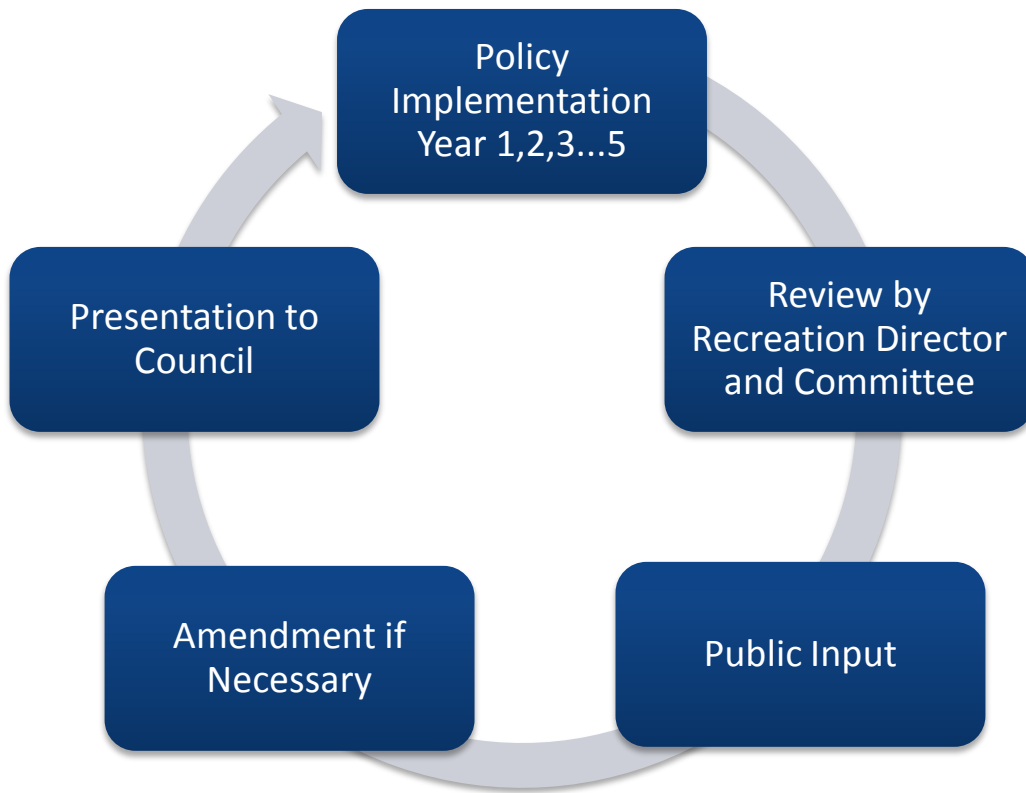 Policy
Implementation
Year 1,2,3...5
Review by
Recreation Director
and Committee
Public Input
Amendment if
Necessary
Presentation to
Council